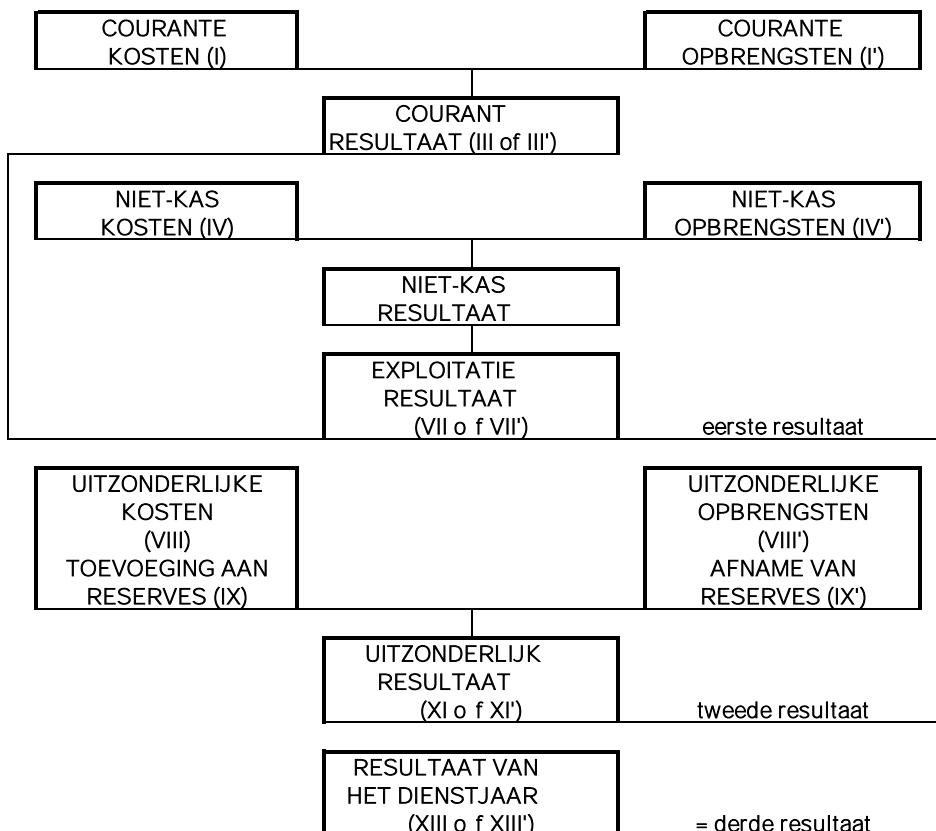 COURANTE
KOSTEN (I)
COURANTE
OPBRENGSTEN (I')
COURANT
RESULTAAT (III of III')
NIET-KAS
KOSTEN (IV)
NIET-KAS
OPBRENGSTEN (IV')
NIET-KAS
RESULTAAT
EXPLOITATIE
RESULTAAT
(VII o f VII')
eerste resultaat
UITZONDERLIJKE
KOSTEN
(VIII)
TOEVOEGING AAN
RESERVES (IX)
UITZONDERLIJKE
OPBRENGSTEN
(VIII')
AFNAME VAN
RESERVES (IX')
UITZONDERLIJK
RESULTAAT
(XI o f XI')
tweede resultaat
RESULTAAT VAN
HET DIENSTJAAR
(XIII o f XIII')
= derde resultaat